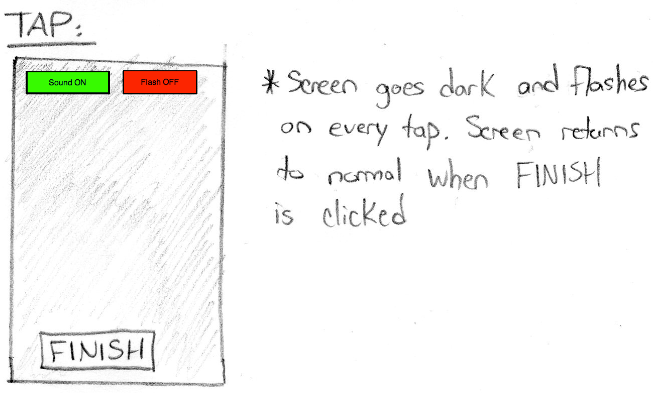 TAP:
Sound ON
Flash OFF
* Screen goes dark and flashes
on every tap. Screen returns
to normal when FINISH
is clicked
FINISH